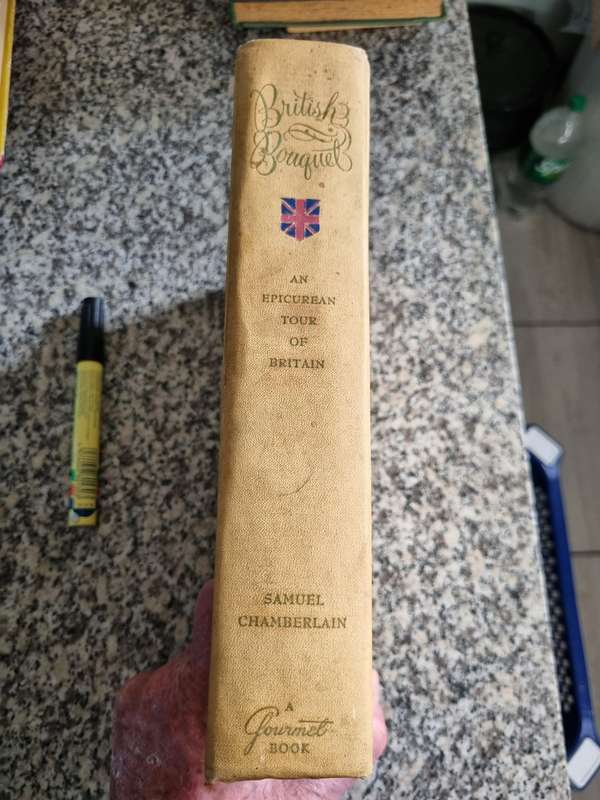 British
Bouquet
AN
EPICUREAN
TOUR
OF
BRITAIN
SAMUEL
CHAMBERLAIN
A
Gourmet
BOOK